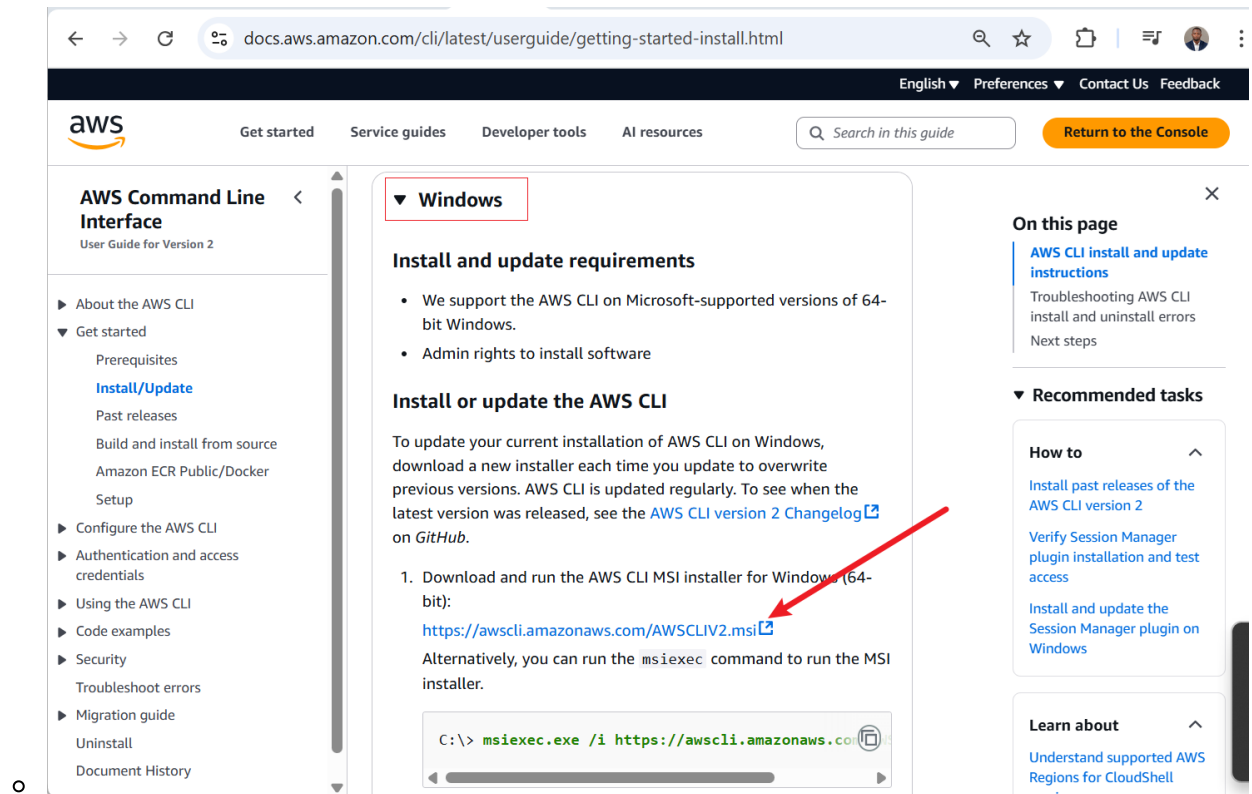 docs.aws.amazon.com/cli/latest/userguide/getting-started-install.html
English Preferences Contact Us Feedback
aws
Get started Service guides Developer tools AI resources
Search in this guide
Return to the Console
AWS Command Line
Interface
User Guide for Version 2
About the AWS CLI
Get started
Prerequisites
Install/Update
Past releases
Build and install from source
Amazon ECR Public/Docker
Setup
Configure the AWS CLI
Authentication and access
credentials
Using the AWS CLI
Code examples
Security
Troubleshoot errors
Migration guide
Uninstall
Document History
Windows
Install and update requirements
• We support the AWS CLI on Microsoft-supported versions of 64-
bit Windows.
• Admin rights to install software
Install or update the AWS CLI
To update your current installation of AWS CLI on Windows,
download a new installer each time you update to overwrite
previous versions. AWS CLI is updated regularly. To see when the
latest version was released, see the AWS CLI version 2 Changelog
on GitHub.
1. Download and run the AWS CLI MSI installer for Windows (64-
bit):
https://awscli.amazonaws.com/AWSCLIV2.msi
Alternatively, you can run the msiexec command to run the MSI
installer.
C:\> msiexec.exe /i https://awscli.amazonaws.co
On this page
AWS CLI install and update
instructions
Troubleshooting AWS CLI
install and uninstall errors
Next steps
Recommended tasks
How to
Install past releases of the
AWS CLI version 2
Verify Session Manager
plugin installation and test
access
Install and update the
Session Manager plugin on
Windows
Learn about
Understand supported AWS
Regions for CloudShell